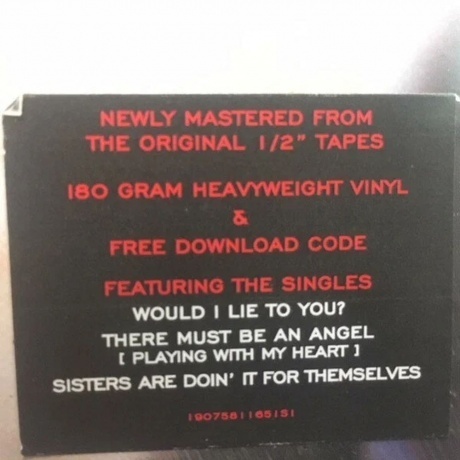 NEWLY MASTERED FROM
THE ORIGINAL 1/2" TAPES
180 GRAM HEAVYWEIGHT VINYL
&
FREE DOWNLOAD CODE
FEATURING THE SINGLES
WOULD I LIE TO YOU?
THERE MUST BE AN ANGEL
[ PLAYING WITH MY HEART ]
SISTERS ARE DOIN' IT FOR THEMSELVES
19075811651S1